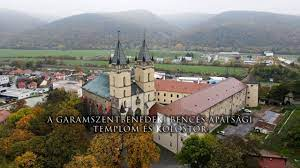 A GARAMSZENTBENEDEKI BENCÉS APÁTSÁGI
TEMPLOM ÉS KOLOSTOR